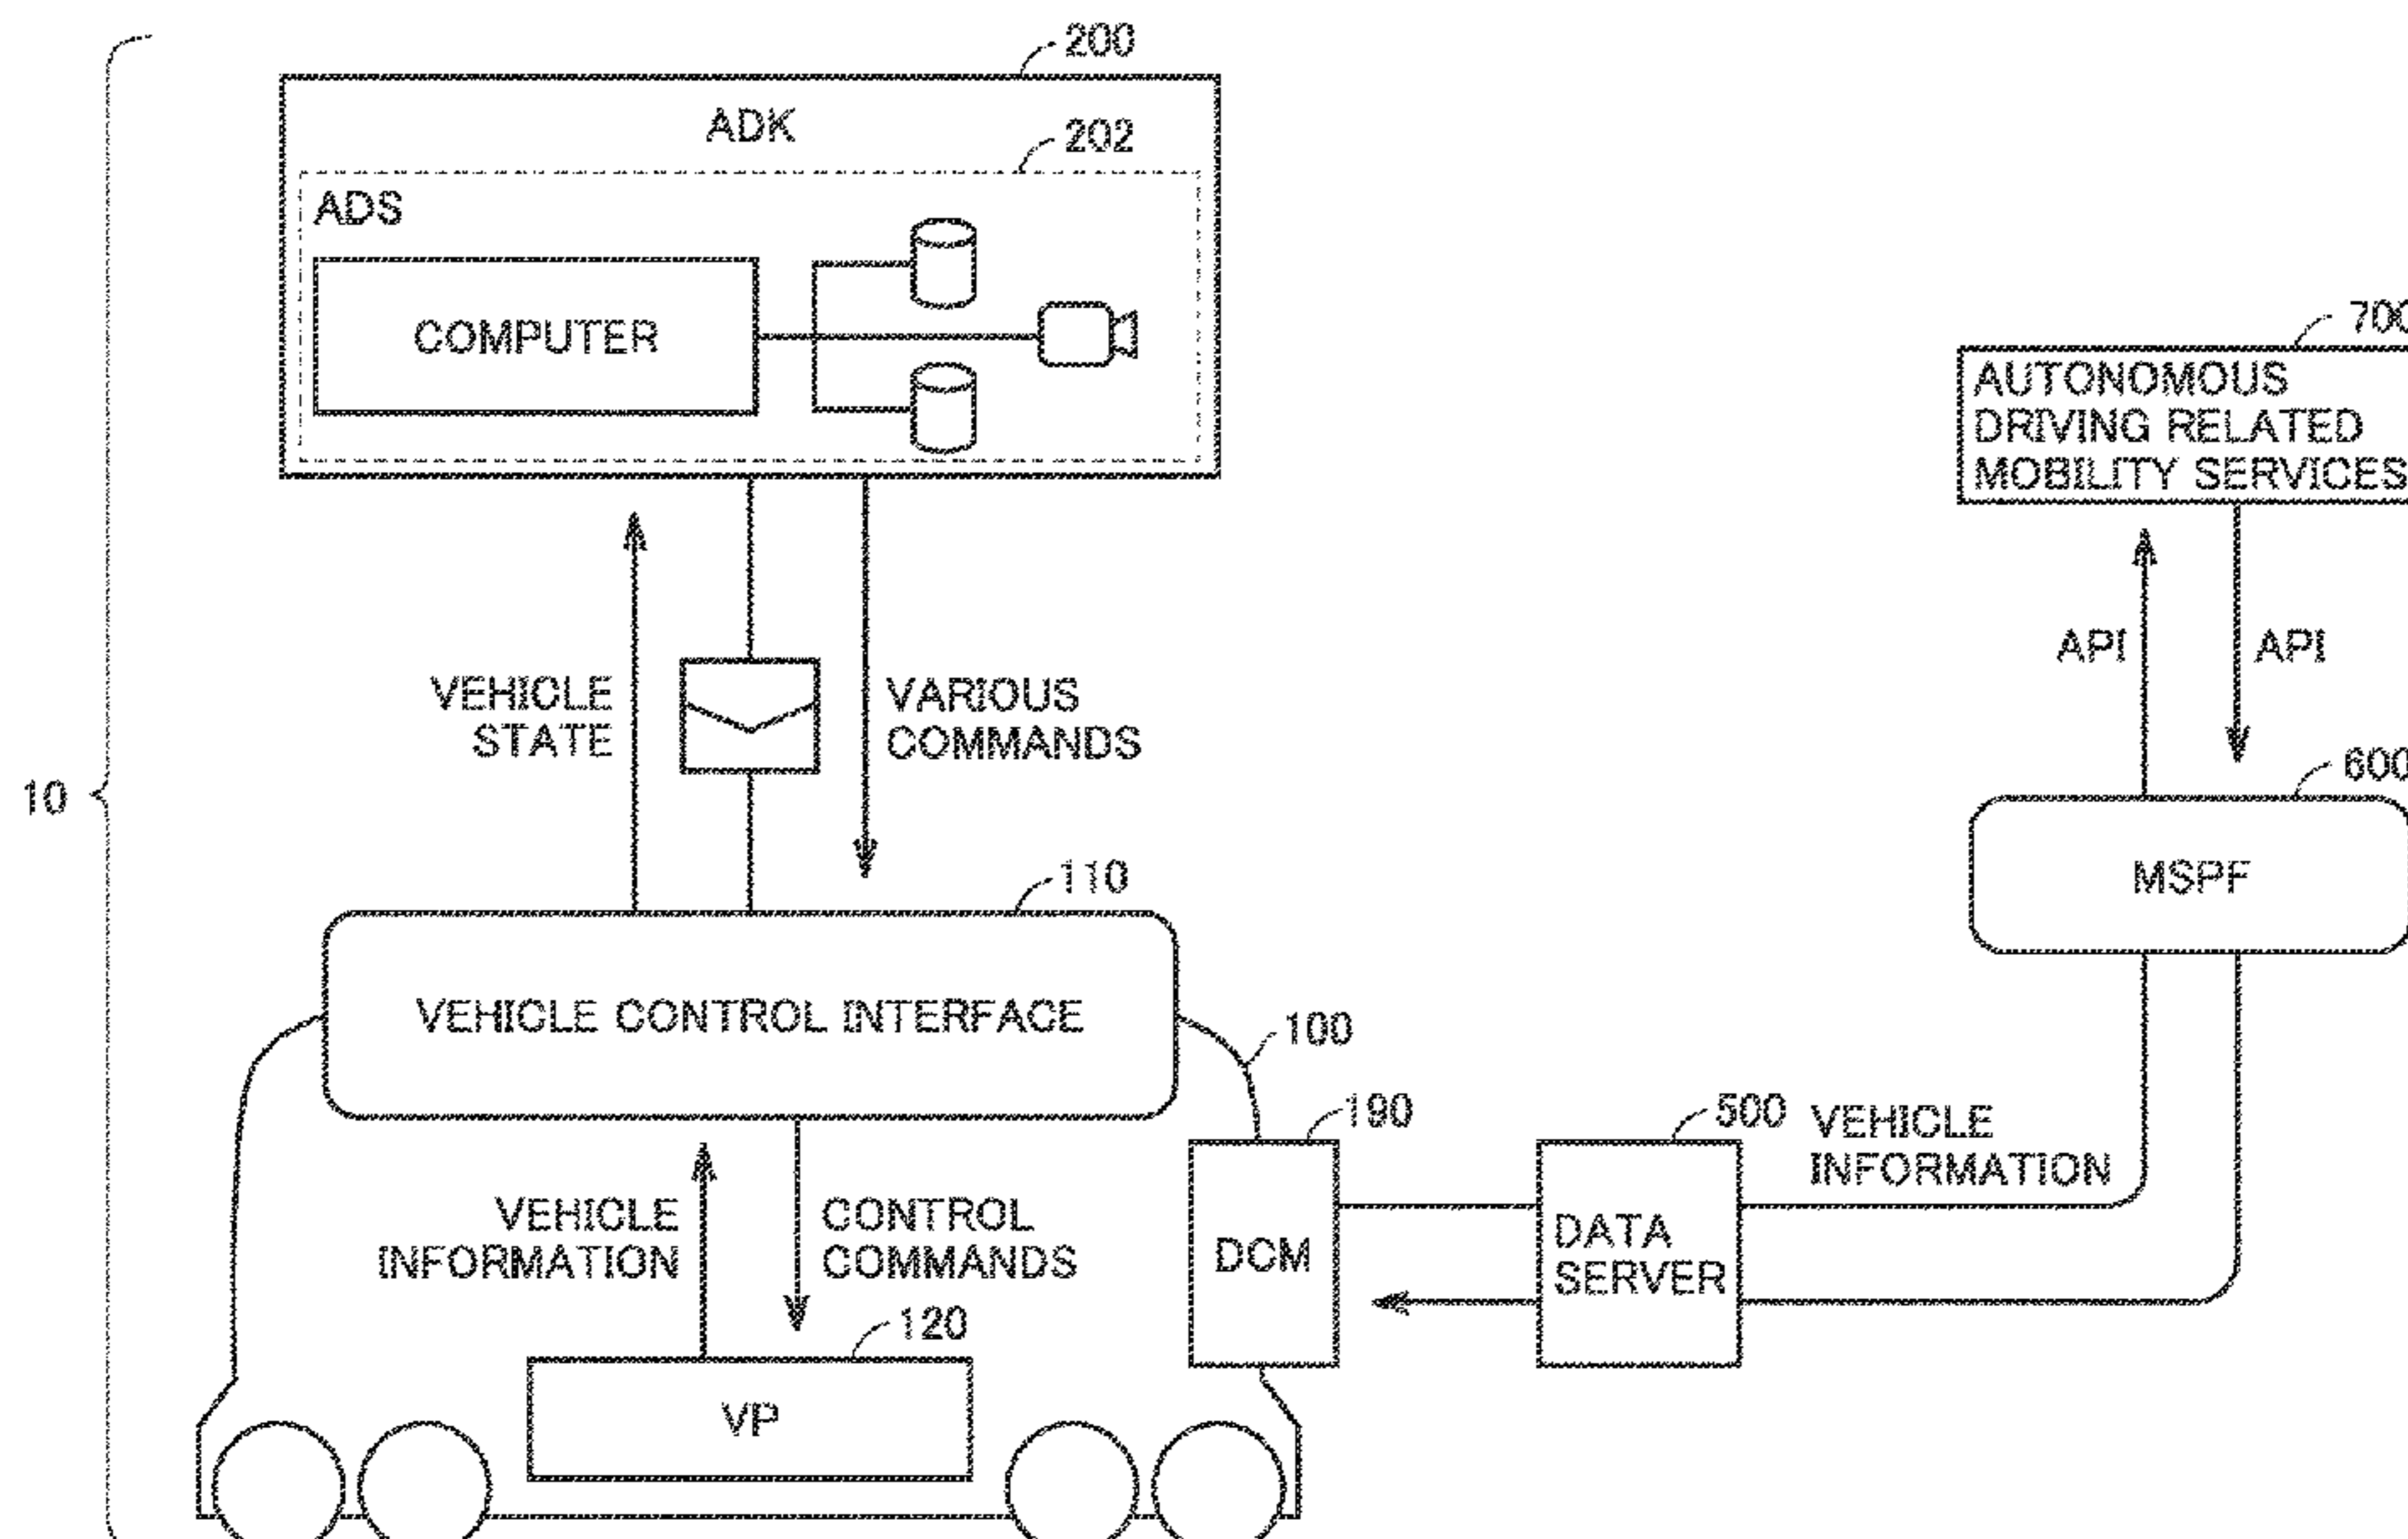 200
ADK
202
ADS
COMPUTER
700
AUTONOMOUS
DRIVING RELATED
MOBILITY SERVICES
API
API
VEHICLE
STATE
VARIOUS
COMMANDS
10
600
MSPF
110
VEHICLE CONTROL INTERFACE
100
190
500
VEHICLE
INFORMATION
VEHICLE
INFORMATION
CONTROL
COMMANDS
DCM
DATA
SERVER
120
VP